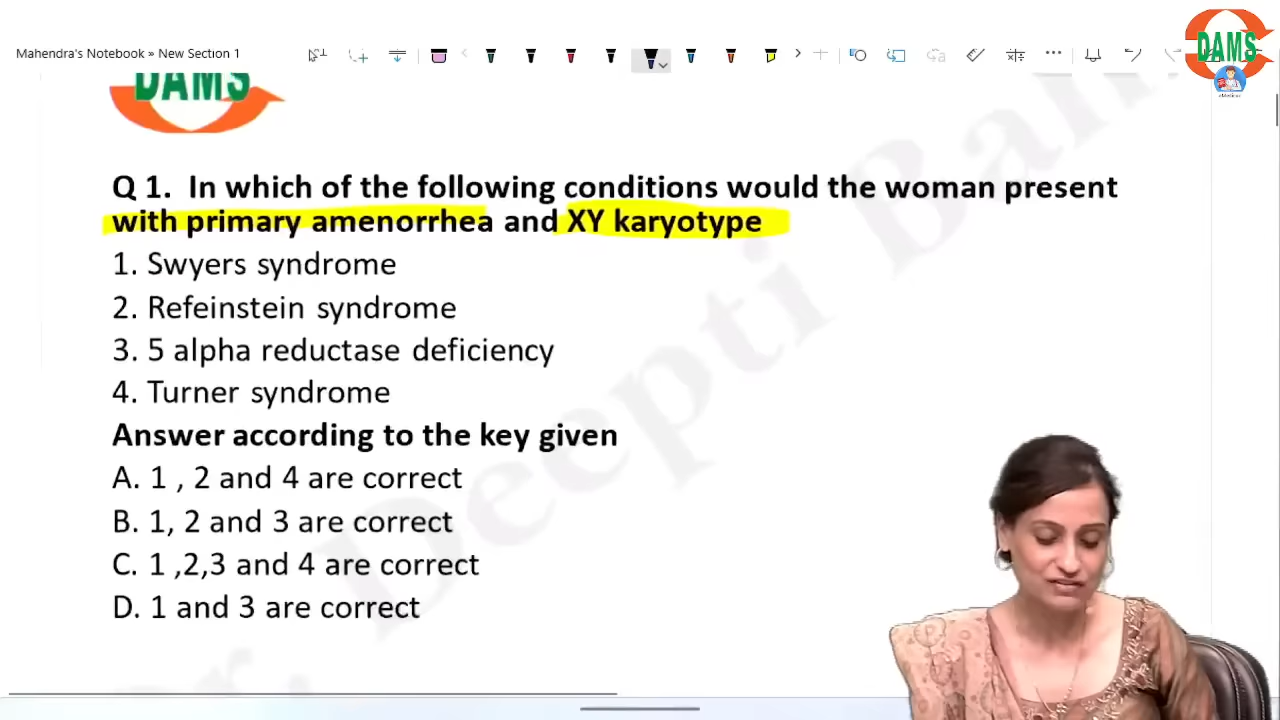 Mahendra's Notebook » New Section 1
DAMS
DAMS
Q 1. In which of the following conditions would the woman present
with primary amenorrhea and XY karyotype
1. Swyers syndrome
2. Refeinstein syndrome
3. 5 alpha reductase deficiency
4. Turner syndrome
Answer according to the key given
A. 1 , 2 and 4 are correct
B. 1, 2 and 3 are correct
C. 1 ,2,3 and 4 are correct
D. 1 and 3 are correct
Dr. Deepti Bah